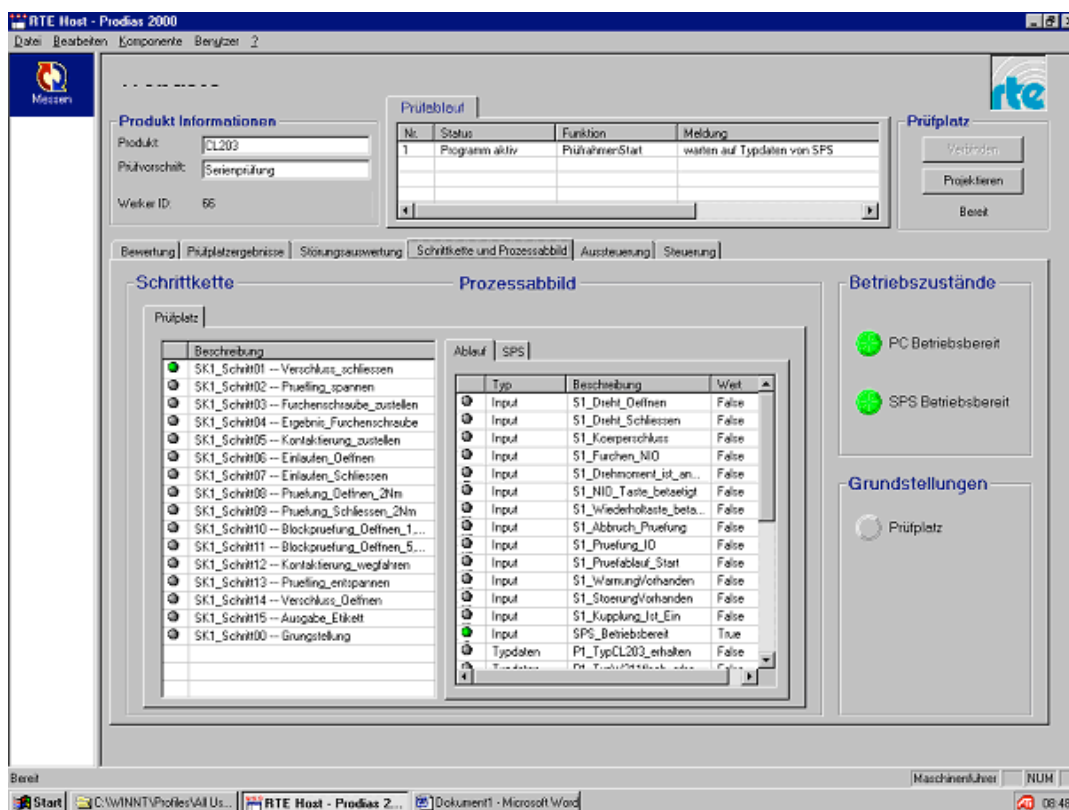 RTE Host - Prodias 2000
Datei Bearbeiten Komponente Benutzer ?
Messen
rte
Produkt Informationen
Produkt: CL203
Prüfvorschrift: Serienprüfung
Werker ID: 66
Prüfablauf
Nr. Status Funktion Meldung
1 Programm aktiv PrüfrahmenStart warten auf Typdaten von SPS
Prüfplatz
Verbinden
Projektieren
Bereit
Bewertung Prüfplatzergebnisse Störungsauswertung Schrittkette und Prozessabbild Aussteuerung Steuerung
Schrittkette
Prüfplatz
Beschreibung
SK1_Schritt01 -- Verschluss_schliessen
SK1_Schritt02 -- Pruefling_spannen
SK1_Schritt03 -- Furchenschraube_zustellen
SK1_Schritt04 -- Ergebnis_Furchenschraube
SK1_Schritt05 -- Kontaktierung_zustellen
SK1_Schritt06 -- Einlaufen_Oeffnen
SK1_Schritt07 -- Einlaufen_Schliessen
SK1_Schritt08 -- Pruefung_Oeffnen_2Nm
SK1_Schritt09 -- Pruefung_Schliessen_2Nm
SK1_Schritt10 -- Blockpruefung_Oeffnen_1,...
SK1_Schritt11 -- Blockpruefung_Oeffnen_5,...
SK1_Schritt12 -- Kontaktierung_wegfahren
SK1_Schritt13 -- Pruefling_entspannen
SK1_Schritt14 -- Verschluss_Oeffnen
SK1_Schritt15 -- Ausgabe_Etikett
SK1_Schritt00 -- Grungstellung
Prozessabbild
Ablauf SPS
Typ Beschreibung Wert
Input S1_Dreht_Oeffnen False
Input S1_Dreht_Schliessen False
Input S1_Koerperschluss False
Input S1_Furchen_NIO False
Input S1_Drehmoment_ist_an... False
Input S1_NIO_Taste_betaetigt False
Input S1_Wiederholtaste_beta... False
Input S1_Abbruch_Pruefung False
Input S1_Pruefung_IO False
Input S1_Pruefablauf_Start False
Input S1_WarnungVorhanden False
Input S1_StoerungVorhanden False
Input S1_Kupplung_Ist_Ein False
Input SPS_Betriebsbereit True
Typdaten P1_TypCL203_erhalten False
Betriebszustände
PC Betriebsbereit
SPS Betriebsbereit
Grundstellungen
Prüfplatz
Bereit
Maschinenführer NUM
Start C:\WINNT\Profiles\All Us... RTE Host - Prodias 2... Dokument1 - Microsoft Word 08:48